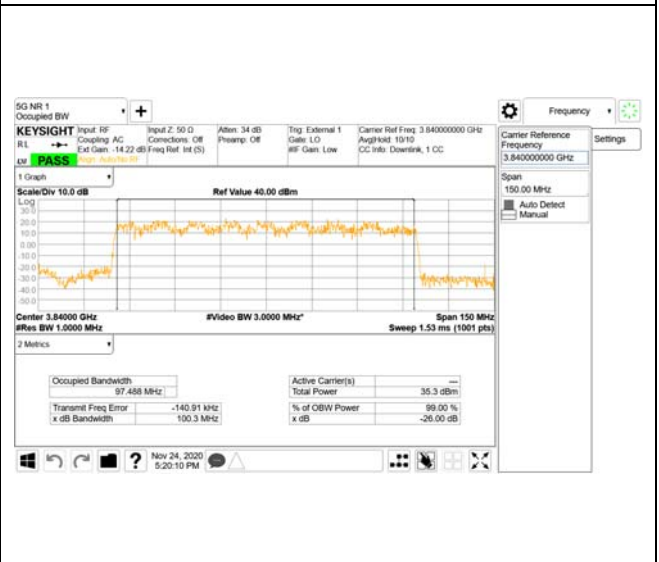 5G NR 1
Occupied BW
Frequency
KEYSIGHT
Input: RF
Input Z: 50 Ω
Atten: 34 dB
Trig: External 1
Carrier Ref Freq: 3.840000000 GHz
R L
Coupling: AC
Corrections: Off
Preamp: Off
Gate: LO
Avg|Hold: 10/10
Ext Gain: -14.22 dB
Freq Ref: Int (S)
#IF Gain: Low
CC Info: Downlink, 1 CC
PASS
Align: Auto/No RF
Carrier Reference
Frequency
3.840000000 GHz
Settings
Span
150.00 MHz
Auto Detect
Manual
1 Graph
Scale/Div 10.0 dB
Ref Value 40.00 dBm
Log
30.0
20.0
10.0
0.00
-10.0
-20.0
-30.0
-40.0
-50.0
Center 3.84000 GHz
#Video BW 3.0000 MHz*
Span 150 MHz
#Res BW 1.0000 MHz
Sweep 1.53 ms (1001 pts)
2 Metrics
Occupied Bandwidth
97.488 MHz
Active Carrier(s)
---
Total Power
35.3 dBm
Transmit Freq Error
-140.91 kHz
% of OBW Power
99.00 %
x dB Bandwidth
100.3 MHz
x dB
-26.00 dB
Nov 24, 2020
5:20:10 PM